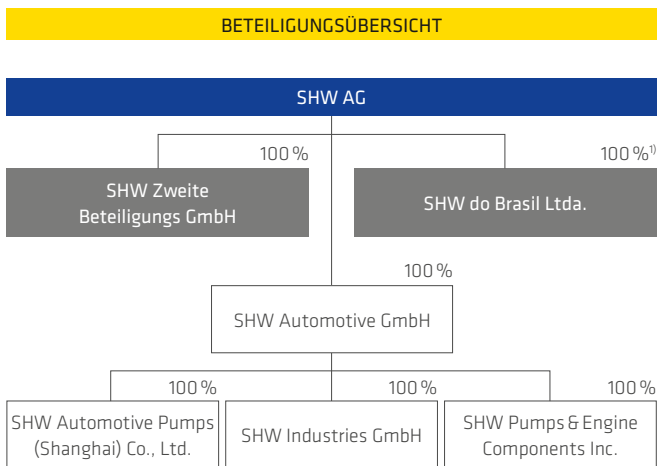 BETEILIGUNGSÜBERSICHT
SHW AG
100 %
100 %¹⁾
SHW Zweite
Beteiligungs GmbH
SHW do Brasil Ltda.
100 %
SHW Automotive GmbH
100 %
100 %
100 %
SHW Automotive Pumps
(Shanghai) Co., Ltd.
SHW Industries GmbH
SHW Pumps & Engine
Components Inc.